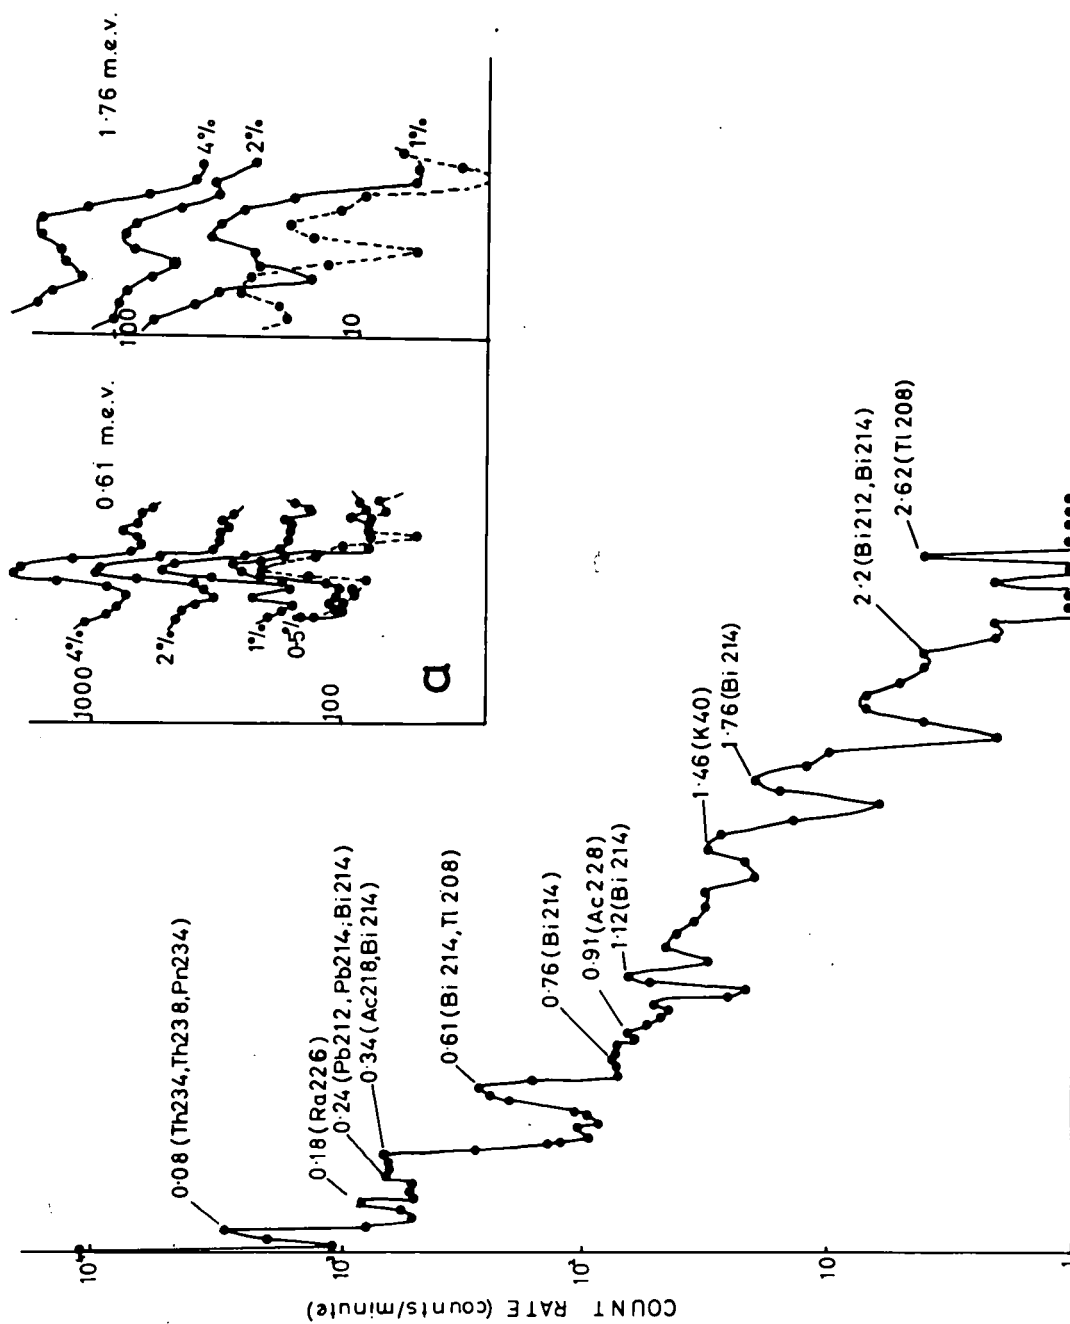 COUNT RATE (counts/minute)
10⁴
10³
10²
10
1
0·08 (Th234,Th238,Pn234)
0·18 (Ra226)
0·24 (Pb212, Pb214; Bi214)
0·34 (Ac218,Bi214)
0·61 (Bi 214, Tl 208)
0·76 (Bi 214)
0·91 (Ac228)
1·12 (Bi 214)
1·46 (K40)
1·76 (Bi 214)
2·2 (Bi212, Bi214)
2·62 (Tl 208)
a
0·61 m.e.v.
1000
100
4%
2%
1%
0·5%
1·76 m.e.v.
100
10
4%
2%
1%